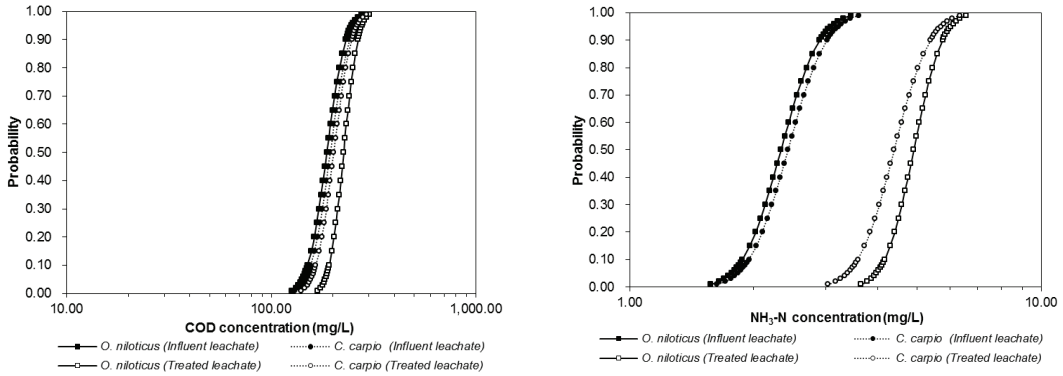 1.00
0.90
0.80
0.70
0.60
0.50
0.40
0.30
0.20
0.10
0.00
Probability
10.00 100.00 1,000.00
COD concentration (mg/L)
O. niloticus (Influent leachate) C. carpio (Influent leachate)
O. niloticus (Treated leachate) C. carpio (Treated leachate)
1.00
0.90
0.80
0.70
0.60
0.50
0.40
0.30
0.20
0.10
0.00
Probability
1.00 10.00
NH₃-N concentration (mg/L)
O. niloticus (Influent leachate) C. carpio (Influent leachate)
O. niloticus (Treated leachate) C. carpio (Treated leachate)